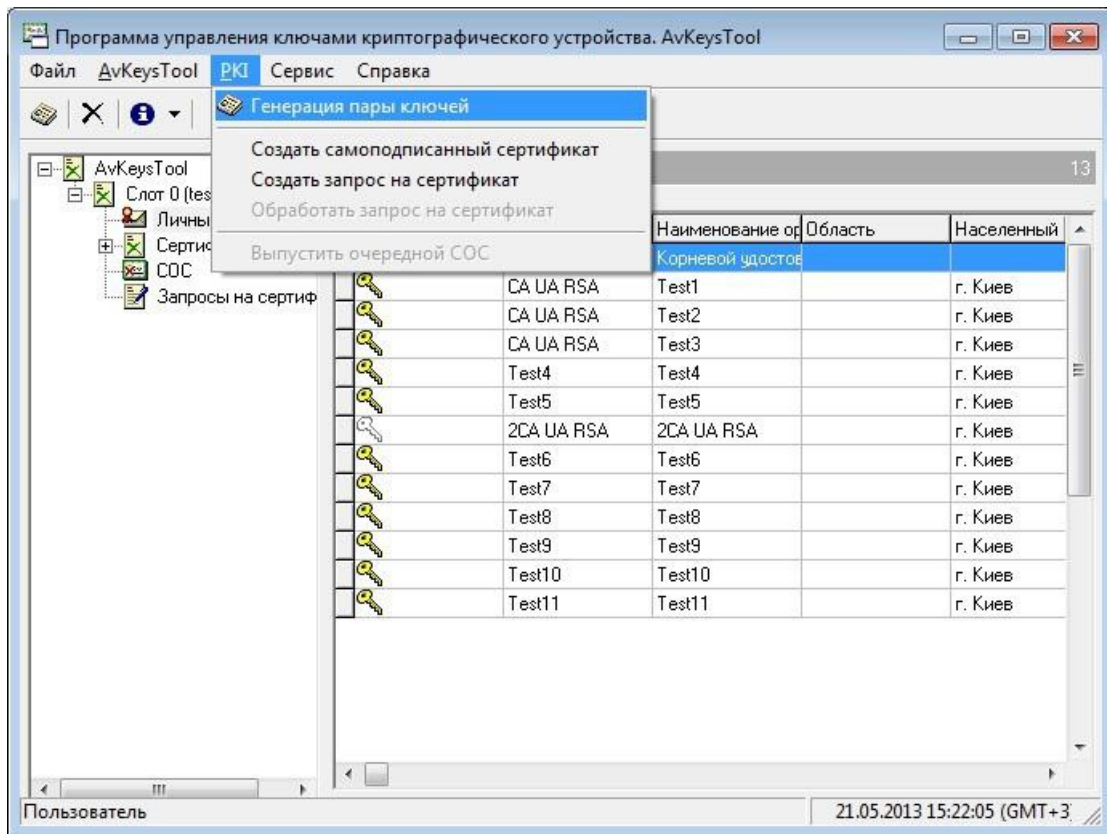 Программа управления ключами криптографического устройства. AvKeysTool
Файл AvKeysTool PKI Сервис Справка
Генерация пары ключей
Создать самоподписанный сертификат
Создать запрос на сертификат
Обработать запрос на сертификат
Выпустить очередной СОС
AvKeysTool
Слот 0 (tes
Личны
Сертис
СОС
Запросы на сертиф
13
Наименование ор Область Населенный
Корневой удостов
CA UA RSA Test1 г. Киев
CA UA RSA Test2 г. Киев
CA UA RSA Test3 г. Киев
Test4 Test4 г. Киев
Test5 Test5 г. Киев
2CA UA RSA 2CA UA RSA г. Киев
Test6 Test6 г. Киев
Test7 Test7 г. Киев
Test8 Test8 г. Киев
Test9 Test9 г. Киев
Test10 Test10 г. Киев
Test11 Test11 г. Киев
Пользователь 21.05.2013 15:22:05 (GMT+3